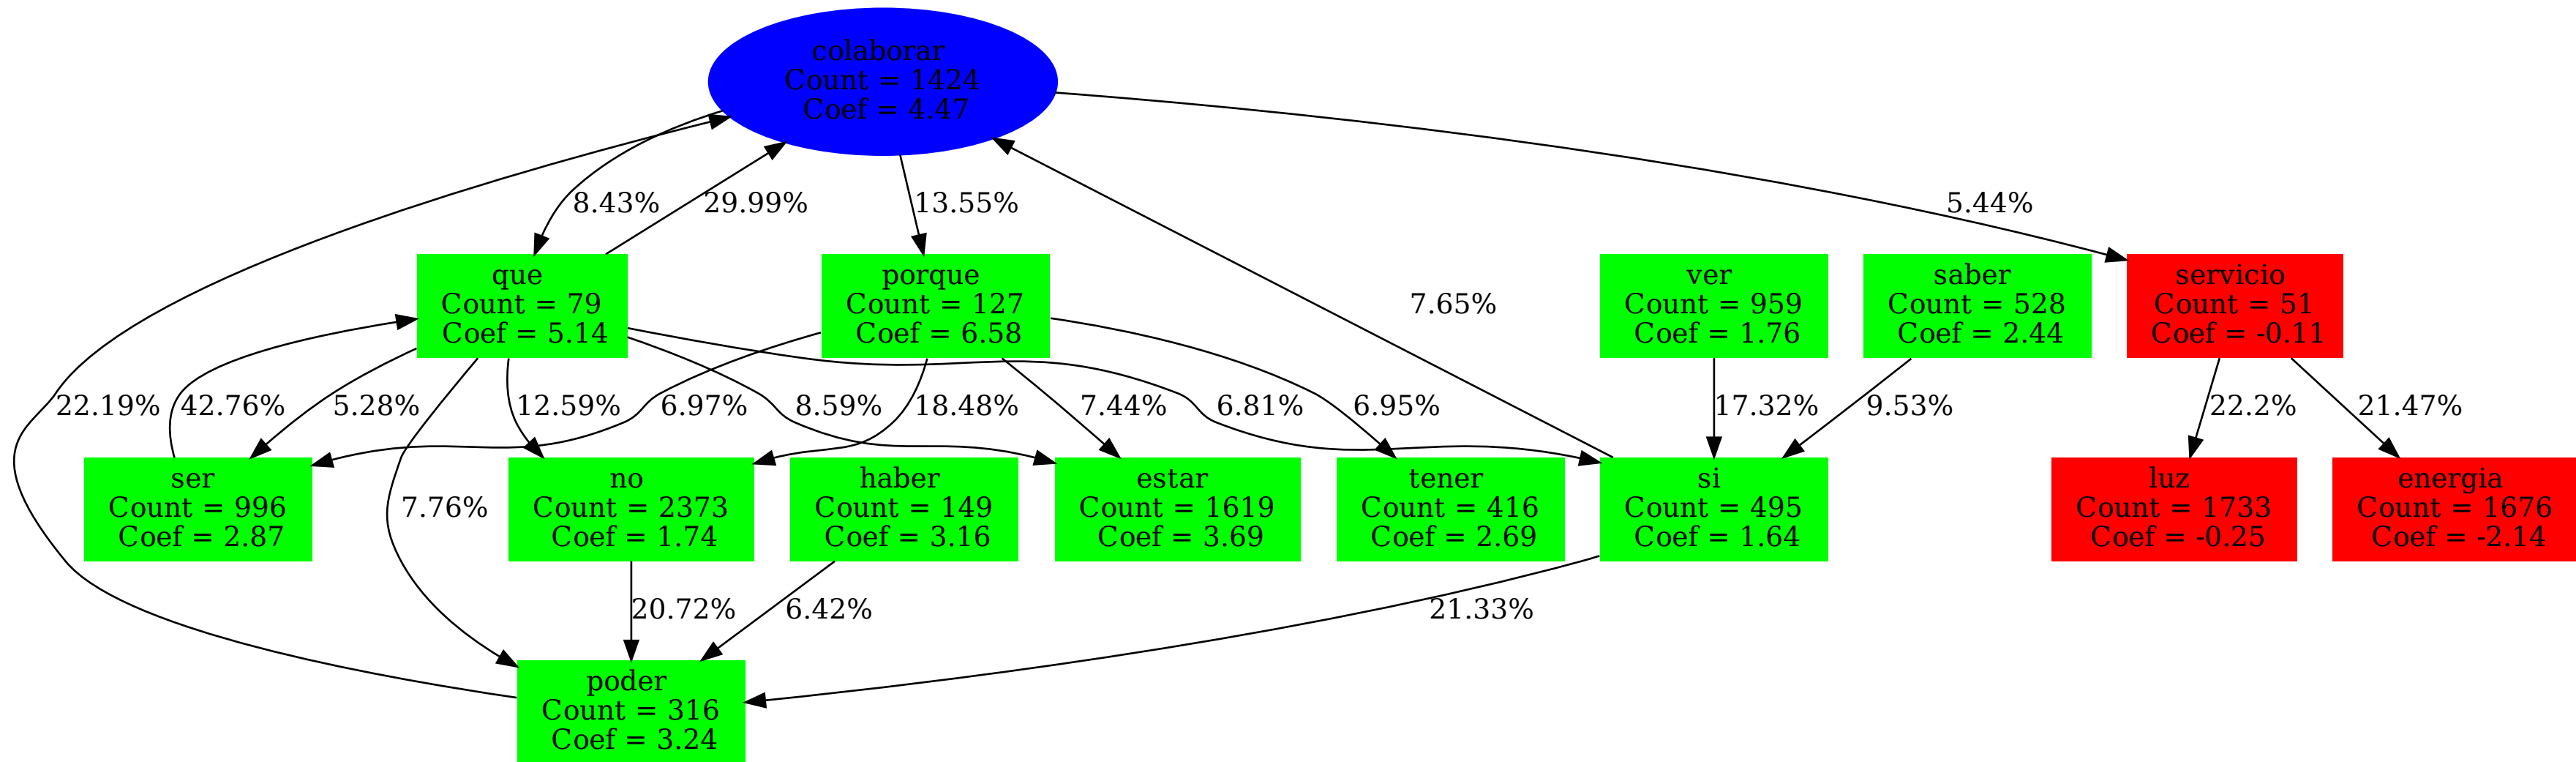 colaborar
Count = 1424
Coef = 4.47
8.43%
29.99%
13.55%
5.44%
que
Count = 79
Coef = 5.14
porque
Count = 127
Coef = 6.58
7.65%
ver
Count = 959
Coef = 1.76
saber
Count = 528
Coef = 2.44
servicio
Count = 51
Coef = -0.11
22.19%
42.76%
5.28%
12.59%
6.97%
8.59%
18.48%
7.44%
6.81%
6.95%
17.32%
9.53%
22.2%
21.47%
ser
Count = 996
Coef = 2.87
7.76%
no
Count = 2373
Coef = 1.74
haber
Count = 149
Coef = 3.16
estar
Count = 1619
Coef = 3.69
tener
Count = 416
Coef = 2.69
si
Count = 495
Coef = 1.64
luz
Count = 1733
Coef = -0.25
energia
Count = 1676
Coef = -2.14
20.72%
6.42%
21.33%
poder
Count = 316
Coef = 3.24